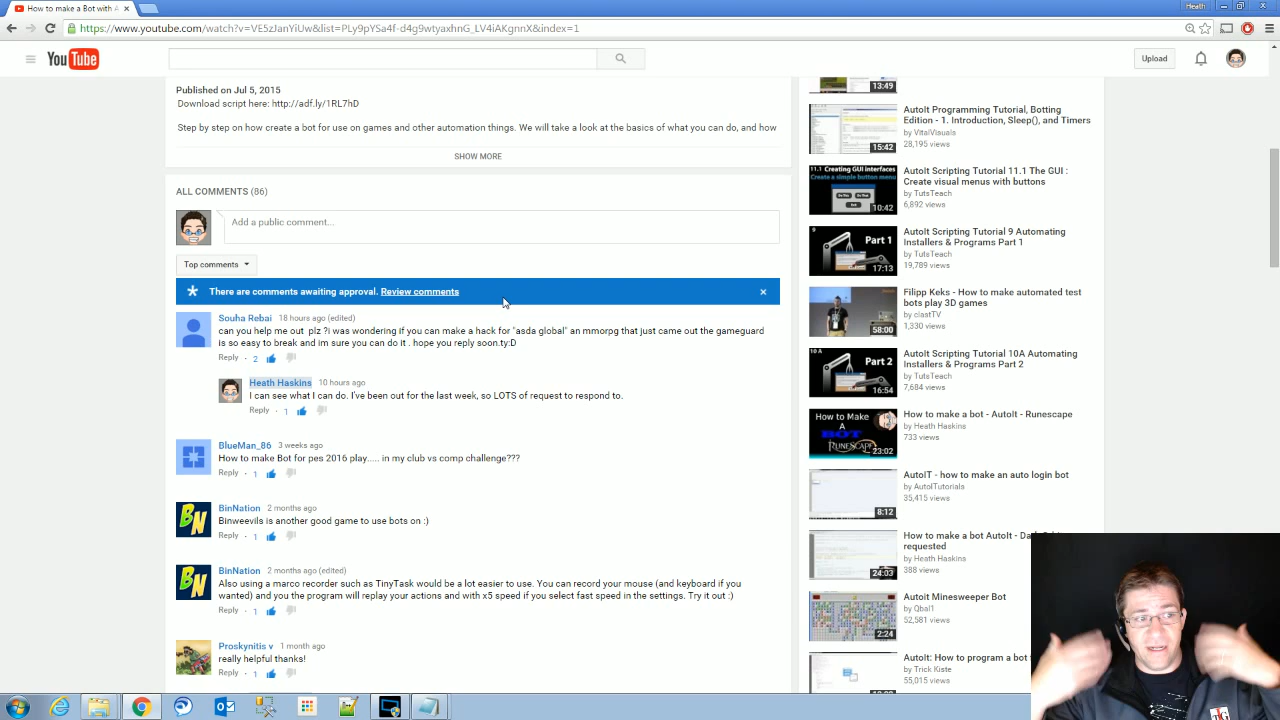 How to make a Bot with A
Heath
https://www.youtube.com/watch?v=VE5zJanYiUw&list=PLy9pYSa4f-d4g9wtyaxhnG_LV4iAKgnnX&index=1
YouTube
Upload
Published on Jul 5, 2015
Download script here: http://adf.ly/1RL7hD
Step by step on how create a bot for use on games and other automation things. We will take a look at the basics of what you can do, and how
SHOW MORE
ALL COMMENTS (86)
Add a public comment...
Top comments
There are comments awaiting approval. Review comments
Souha Rebai 18 hours ago (edited)
can you help me out plz ?i was wondering if you can make a hack for "asda global" an mmorpg that just came out the gameguard
is so easy to break and im sure you can do it . hope you reply soon.ty:D
Reply · 2
Heath Haskins 10 hours ago
I can see what I can do. I've been out for the last week, so LOTS of request to respond to.
Reply · 1
BlueMan_86 3 weeks ago
How to make Bot for pes 2016 play..... in my club vs comp challenge???
Reply · 1
BN
BinNation 2 months ago
Binweevils is another good game to use bots on :)
Reply · 1
BN
BinNation 2 months ago (edited)
Also using a marco recorder such as TinyTask would be a lot easier to use. You can record your mouse (and keyboard if you
wanted) and you the program will replay your actions and with x5 speed if you select fast speed in the settings. Try it out :)
Reply · 1
Proskynitis v 1 month ago
really helpful thanks!
Reply · 1
13:49
AutoIt Programming Tutorial, Botting
Edition - 1. Introduction, Sleep(), and Timers
by VitalVisuals
28,195 views
15:42
11.1 Creating GUI interfaces
Create a simple button menu
10:42
AutoIt Scripting Tutorial 11.1 The GUI :
Create visual menus with buttons
by TutsTeach
6,892 views
9
Part 1
17:13
AutoIt Scripting Tutorial 9 Automating
Installers & Programs Part 1
by TutsTeach
19,789 views
58:00
Filipp Keks - How to make automated test
bots play 3D games
by clastTV
1,330 views
10 A
Part 2
16:54
AutoIt Scripting Tutorial 10A Automating
Installers & Programs Part 2
by TutsTeach
7,684 views
How to Make
A
BOT
RUNESCAPE
23:02
How to make a bot - AutoIt - Runescape
by Heath Haskins
733 views
8:12
AutoIT - how to make an auto login bot
by AutoITutorials
35,415 views
24:03
How to make a bot AutoIt - Da
requested
by Heath Haskins
388 views
2:24
Autoit Minesweeper Bot
by Qbal1
52,581 views
AutoIt: How to program a bot
by Trick Kiste
55,015 views